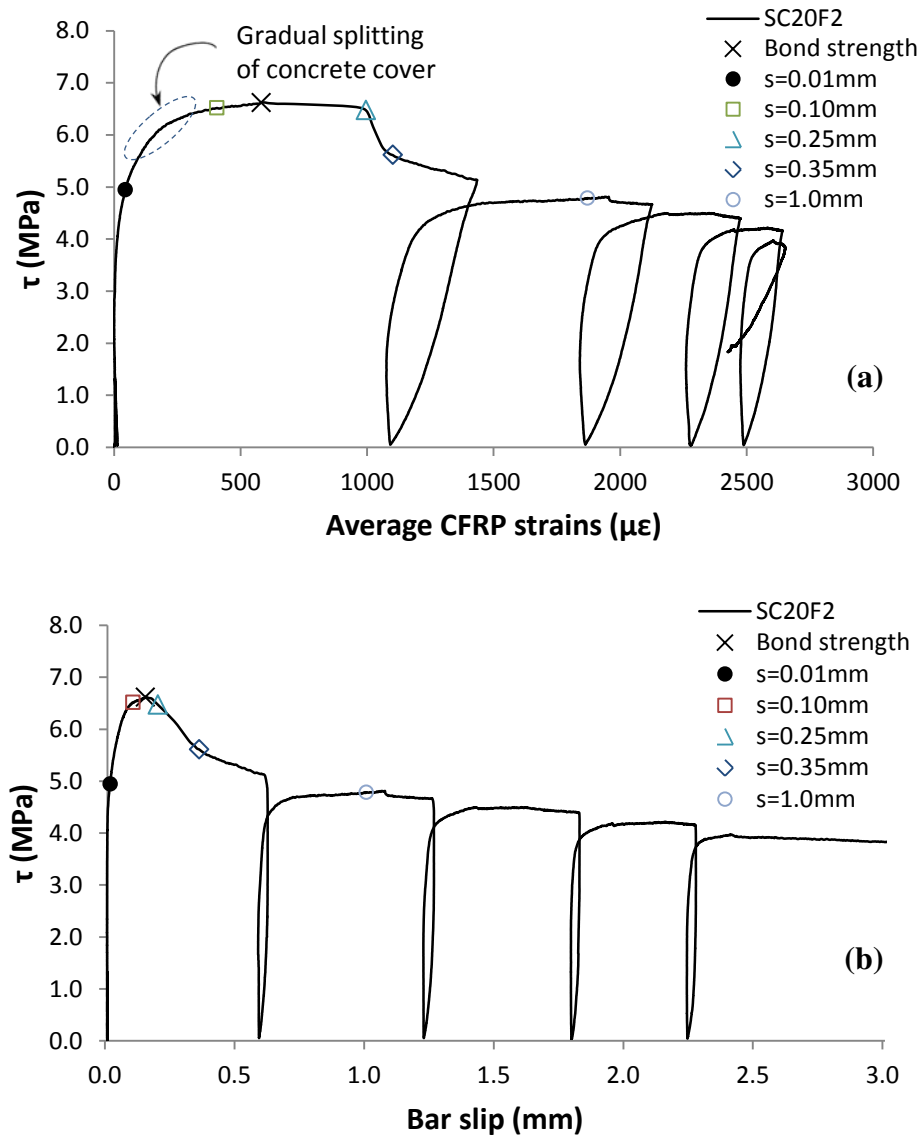 8.0
7.0
6.0
5.0
4.0
3.0
2.0
1.0
0.0
τ (MPa)
Gradual splitting
of concrete cover
SC20F2
Bond strength
s=0.01mm
s=0.10mm
s=0.25mm
s=0.35mm
s=1.0mm
(a)
0 500 1000 1500 2000 2500 3000
Average CFRP strains (με)
8.0
7.0
6.0
5.0
4.0
3.0
2.0
1.0
0.0
τ (MPa)
SC20F2
Bond strength
s=0.01mm
s=0.10mm
s=0.25mm
s=0.35mm
s=1.0mm
(b)
0.0 0.5 1.0 1.5 2.0 2.5 3.0
Bar slip (mm)